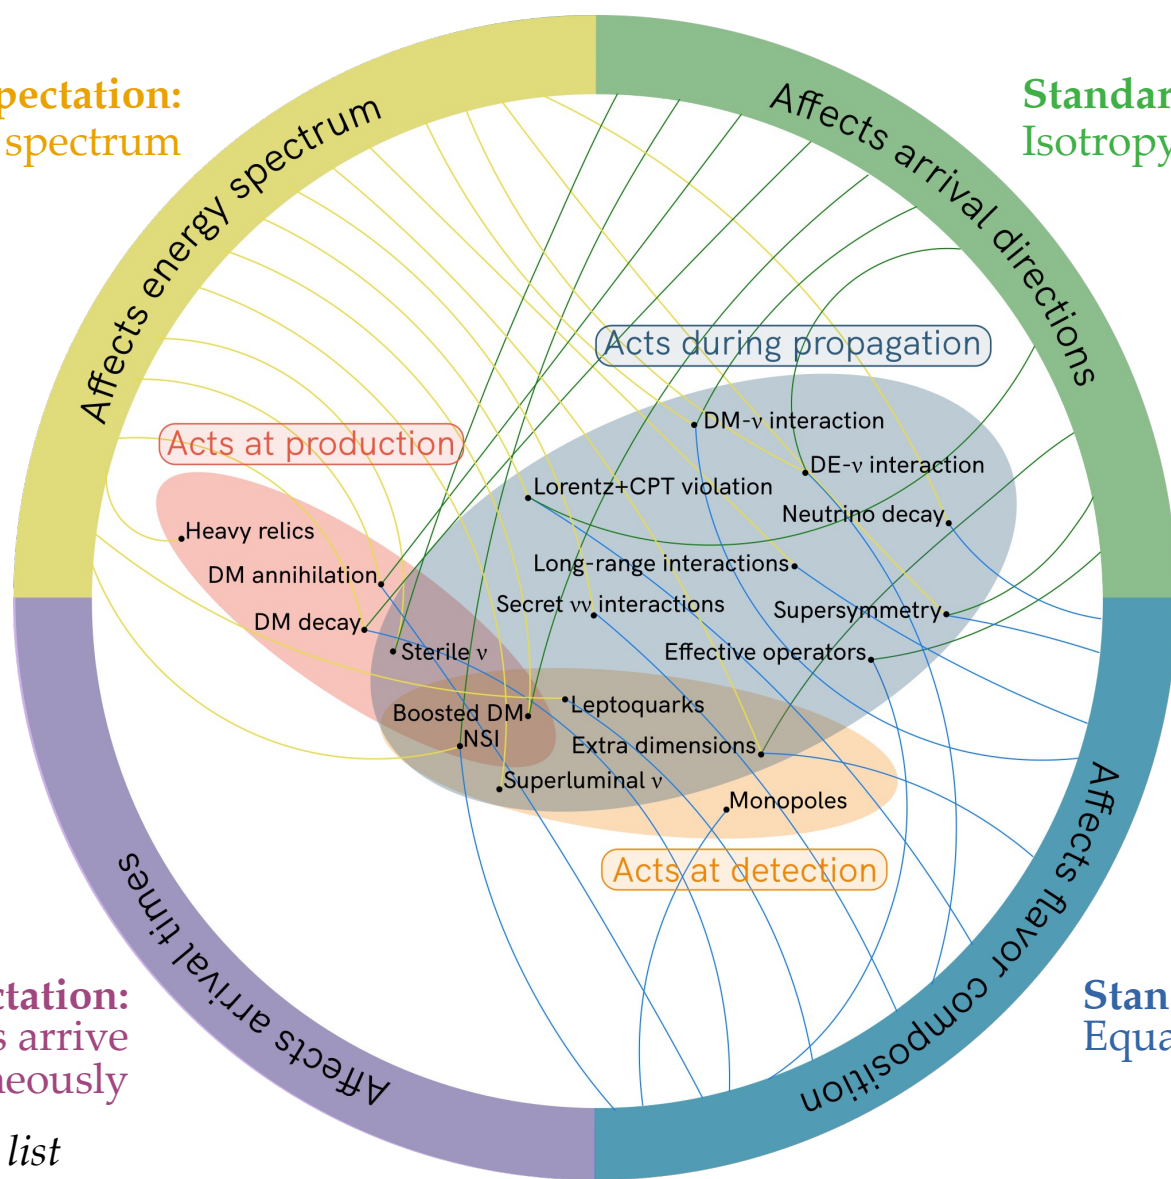 pectation:
spectrum
Standar
Isotropy
Affects energy spectrum
Affects arrival directions
Acts during propagation
Acts at production
DM-ν interaction
DE-ν interaction
Lorentz+CPT violation
Neutrino decay
Heavy relics
Long-range interactions
DM annihilation
Secret νν interactions
Supersymmetry
DM decay
Sterile ν
Effective operators
Leptoquarks
Boosted DM
NSI
Extra dimensions
Superluminal ν
Monopoles
Acts at detection
Affects arrival times
Affects flavor composition
ctation:
s arrive
neously
list
Stan
Equa